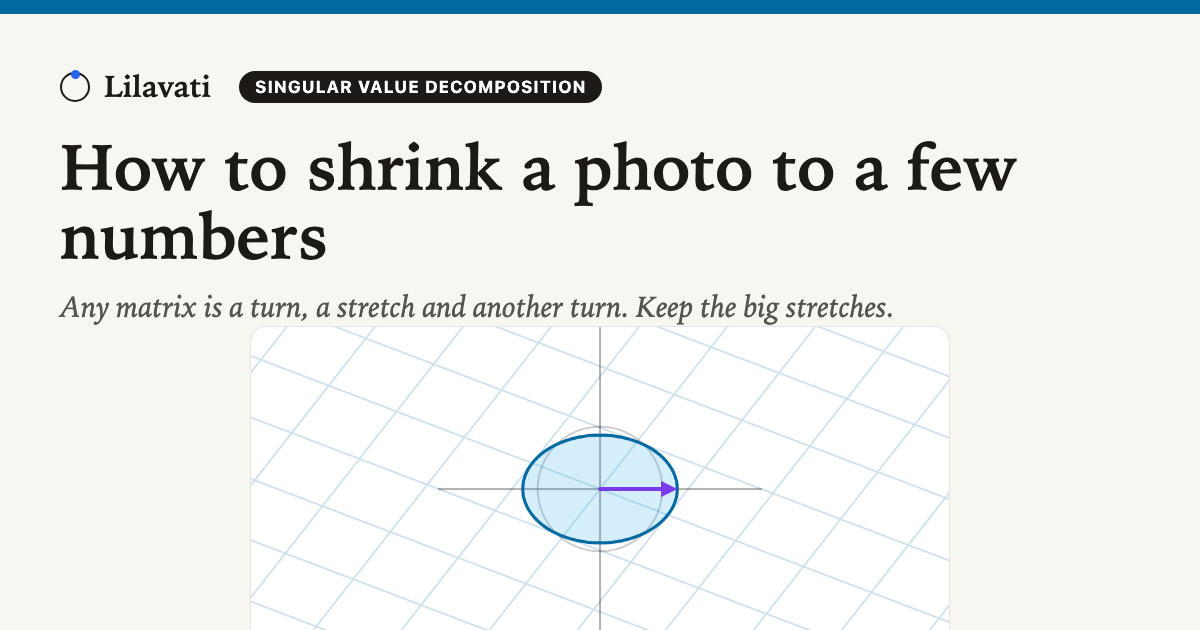 Lilavati
SINGULAR VALUE DECOMPOSITION
How to shrink a photo to a few
numbers
Any matrix is a turn, a stretch and another turn. Keep the big stretches.